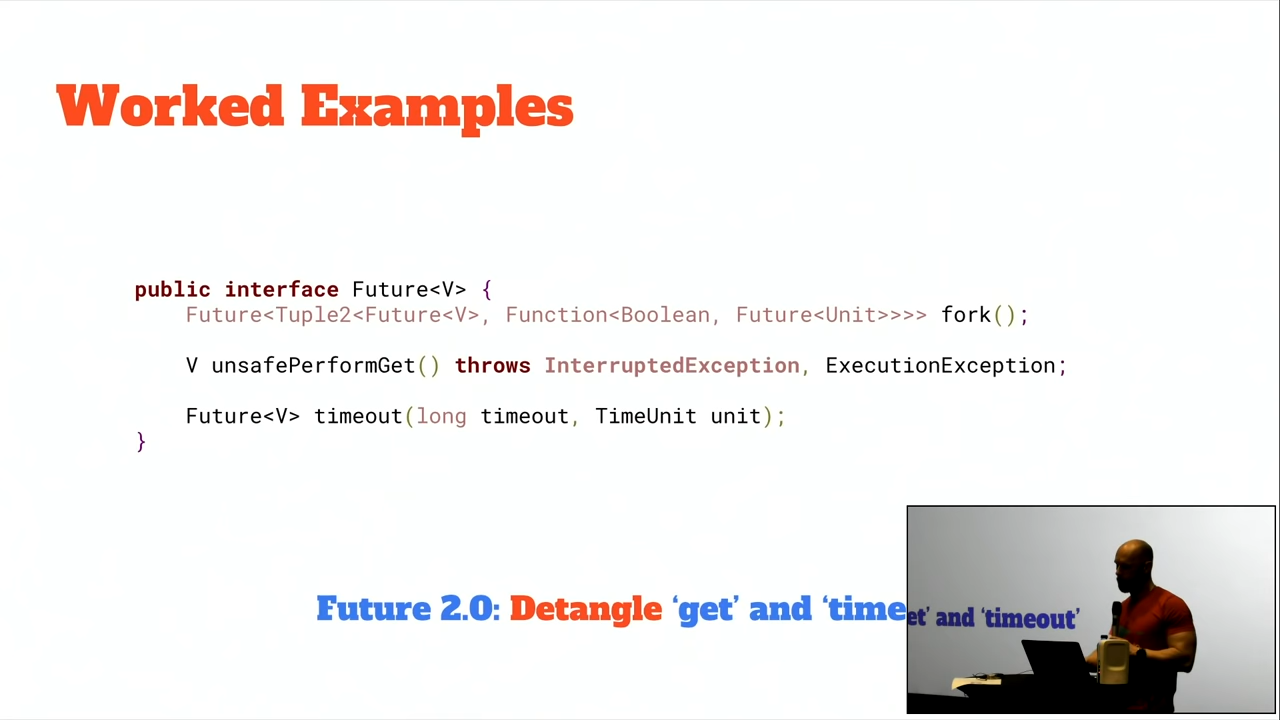 Worked Examples
public interface Future<V> {
    Future<Tuple2<Future<V>, Function<Boolean, Future<Unit>>>> fork();
    V unsafePerformGet() throws InterruptedException, ExecutionException;
    Future<V> timeout(long timeout, TimeUnit unit);
}
Future 2.0: Detangle ‘get’ and ‘time
et’ and ‘timeout’